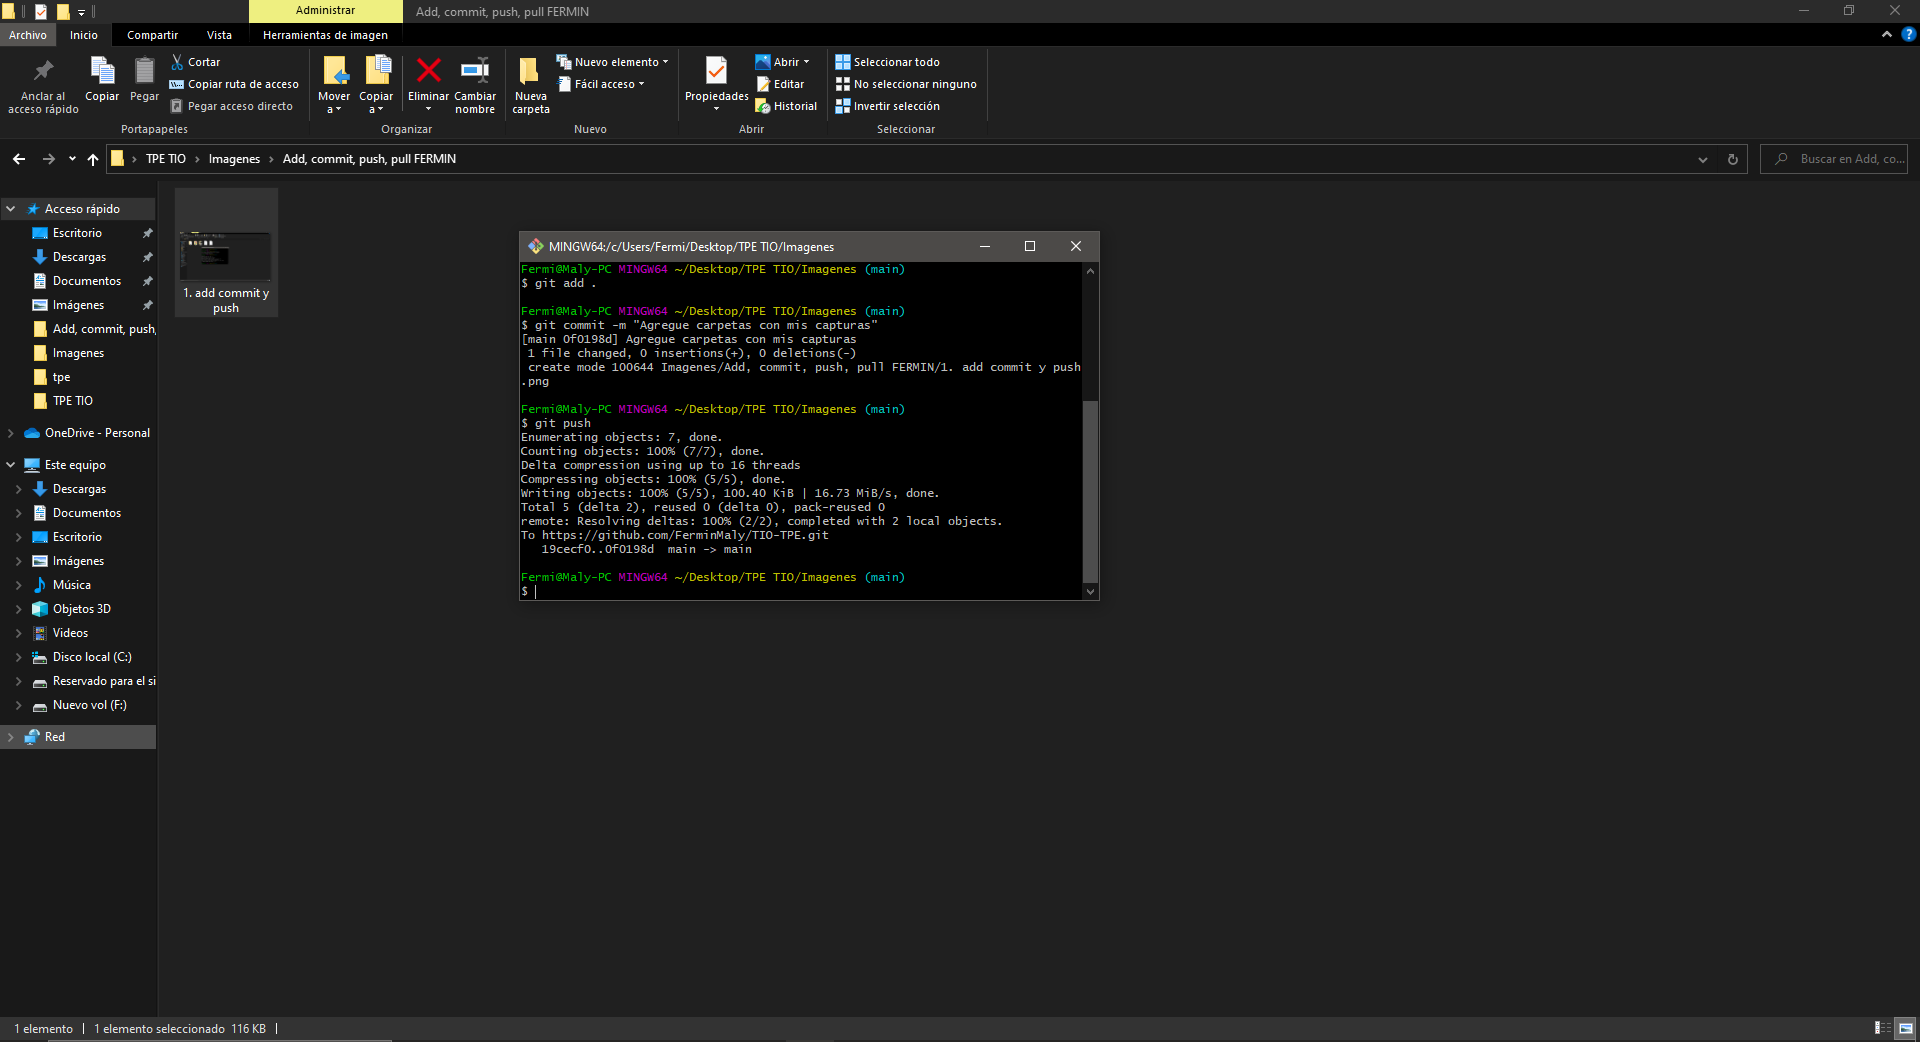 Administrar
Add, commit, push, pull FERMIN
Archivo
Inicio
Compartir
Vista
Herramientas de imagen
Anclar al
acceso rápido
Copiar
Pegar
Cortar
Copiar ruta de acceso
Pegar acceso directo
Portapapeles
Mover
a
Copiar
a
Eliminar
Cambiar
nombre
Organizar
Nueva
carpeta
Nuevo elemento
Fácil acceso
Nuevo
Propiedades
Abrir
Editar
Historial
Abrir
Seleccionar todo
No seleccionar ninguno
Invertir selección
Seleccionar
TPE TIO > Imagenes > Add, commit, push, pull FERMIN
Buscar en Add, co...
Acceso rápido
Escritorio
Descargas
Documentos
Imágenes
Add, commit, push,
Imagenes
tpe
TPE TIO
OneDrive - Personal
Este equipo
Descargas
Documentos
Escritorio
Imágenes
Música
Objetos 3D
Videos
Disco local (C:)
Reservado para el si
Nuevo vol (F:)
Red
1. add commit y
push
MINGW64:/c/Users/Fermi/Desktop/TPE TIO/Imagenes
Fermi@Maly-PC MINGW64 ~/Desktop/TPE TIO/Imagenes (main)
$ git add .
Fermi@Maly-PC MINGW64 ~/Desktop/TPE TIO/Imagenes (main)
$ git commit -m "Agregue carpetas con mis capturas"
[main 0f0198d] Agregue carpetas con mis capturas
1 file changed, 0 insertions(+), 0 deletions(-)
create mode 100644 Imagenes/Add, commit, push, pull FERMIN/1. add commit y push
.png
Fermi@Maly-PC MINGW64 ~/Desktop/TPE TIO/Imagenes (main)
$ git push
Enumerating objects: 7, done.
Counting objects: 100% (7/7), done.
Delta compression using up to 16 threads
Compressing objects: 100% (5/5), done.
Writing objects: 100% (5/5), 100.40 KiB | 16.73 MiB/s, done.
Total 5 (delta 2), reused 0 (delta 0), pack-reused 0
remote: Resolving deltas: 100% (2/2), completed with 2 local objects.
To https://github.com/FerminMaly/TIO-TPE.git
19cecf0..0f0198d  main -> main
Fermi@Maly-PC MINGW64 ~/Desktop/TPE TIO/Imagenes (main)
$
1 elemento
1 elemento seleccionado 116 KB